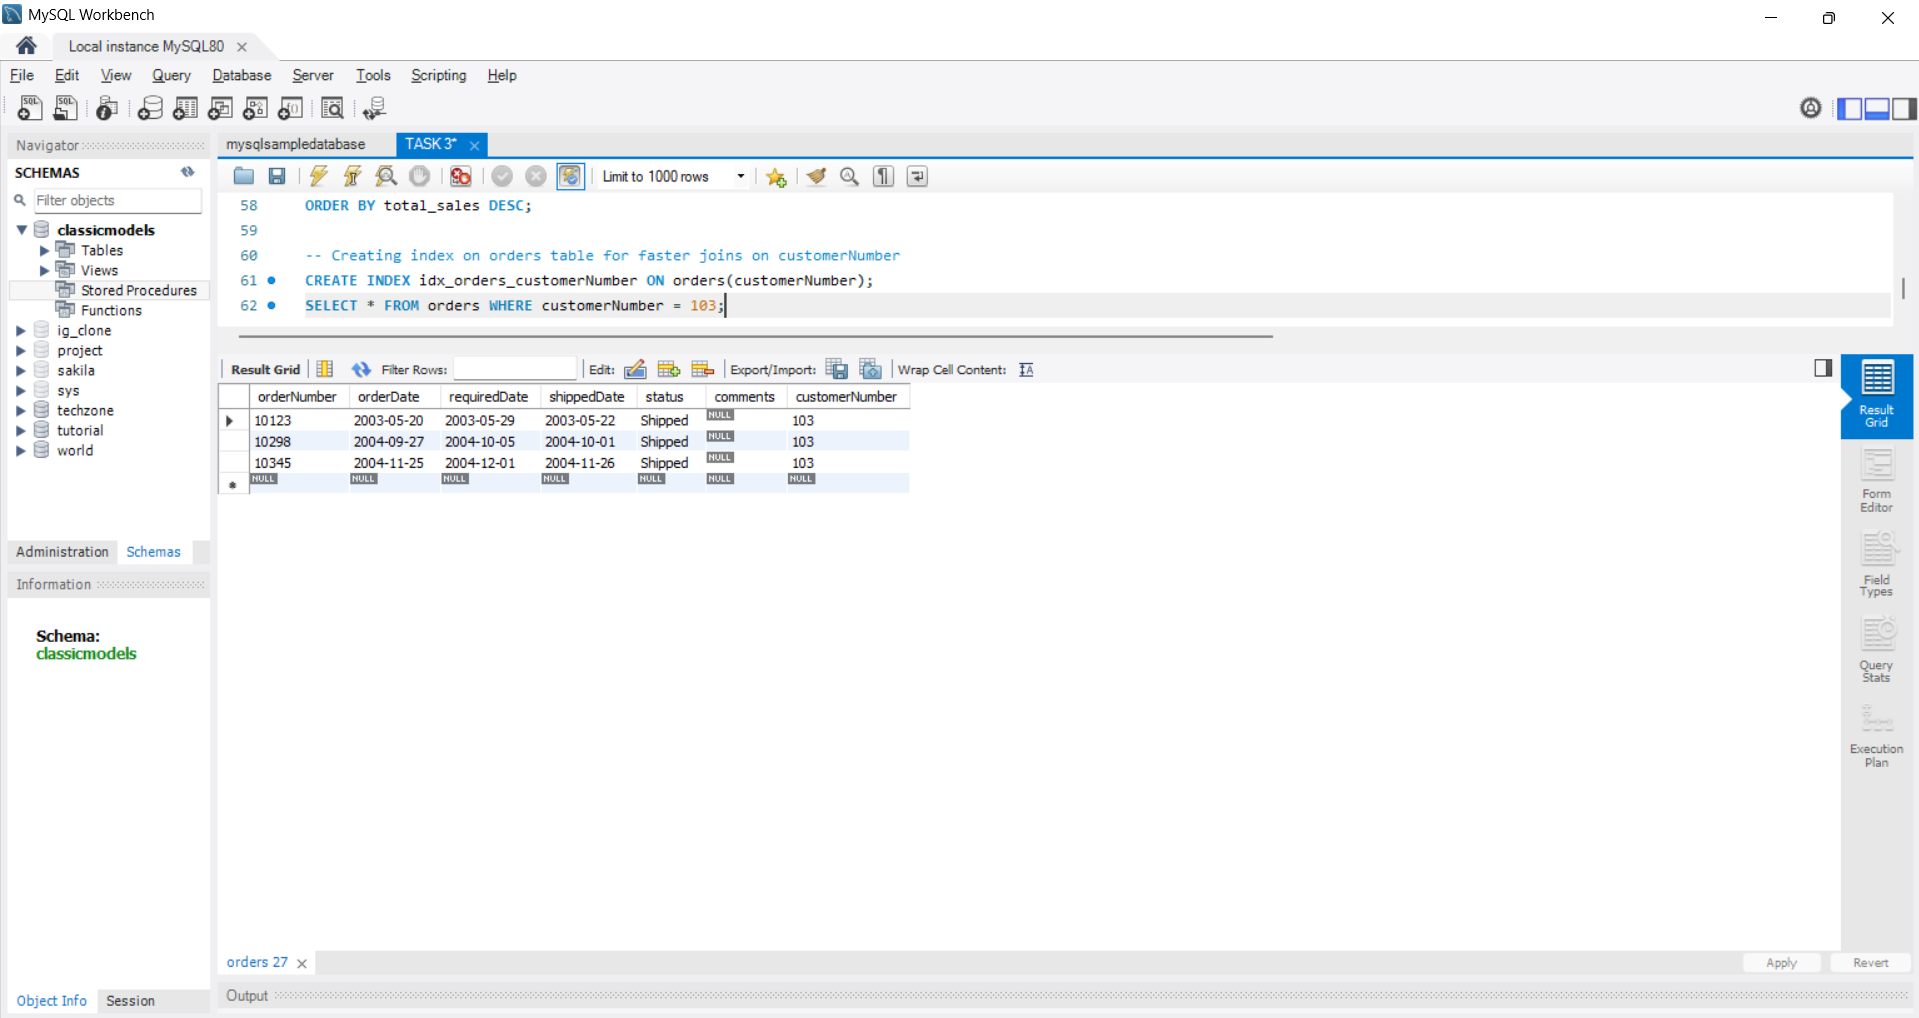 MySQL Workbench
Local instance MySQL80
File Edit View Query Database Server Tools Scripting Help
Navigator
SCHEMAS
Filter objects
classicmodels
Tables
Views
Stored Procedures
Functions
ig_clone
project
sakila
sys
techzone
tutorial
world
Administration Schemas
Information
Schema:
classicmodels
Object Info Session
mysqlsampledatabase TASK 3*
Limit to 1000 rows
58 ORDER BY total_sales DESC;
59
60 -- Creating index on orders table for faster joins on customerNumber
61 CREATE INDEX idx_orders_customerNumber ON orders(customerNumber);
62 SELECT * FROM orders WHERE customerNumber = 103;
Result Grid Filter Rows: Edit: Export/Import: Wrap Cell Content:
orderNumber orderDate requiredDate shippedDate status comments customerNumber
10123 2003-05-20 2003-05-29 2003-05-22 Shipped NULL 103
10298 2004-09-27 2004-10-05 2004-10-01 Shipped NULL 103
10345 2004-11-25 2004-12-01 2004-11-26 Shipped NULL 103
NULL NULL NULL NULL NULL NULL NULL
Result
Grid
Form
Editor
Field
Types
Query
Stats
Execution
Plan
orders 27
Apply Revert
Output